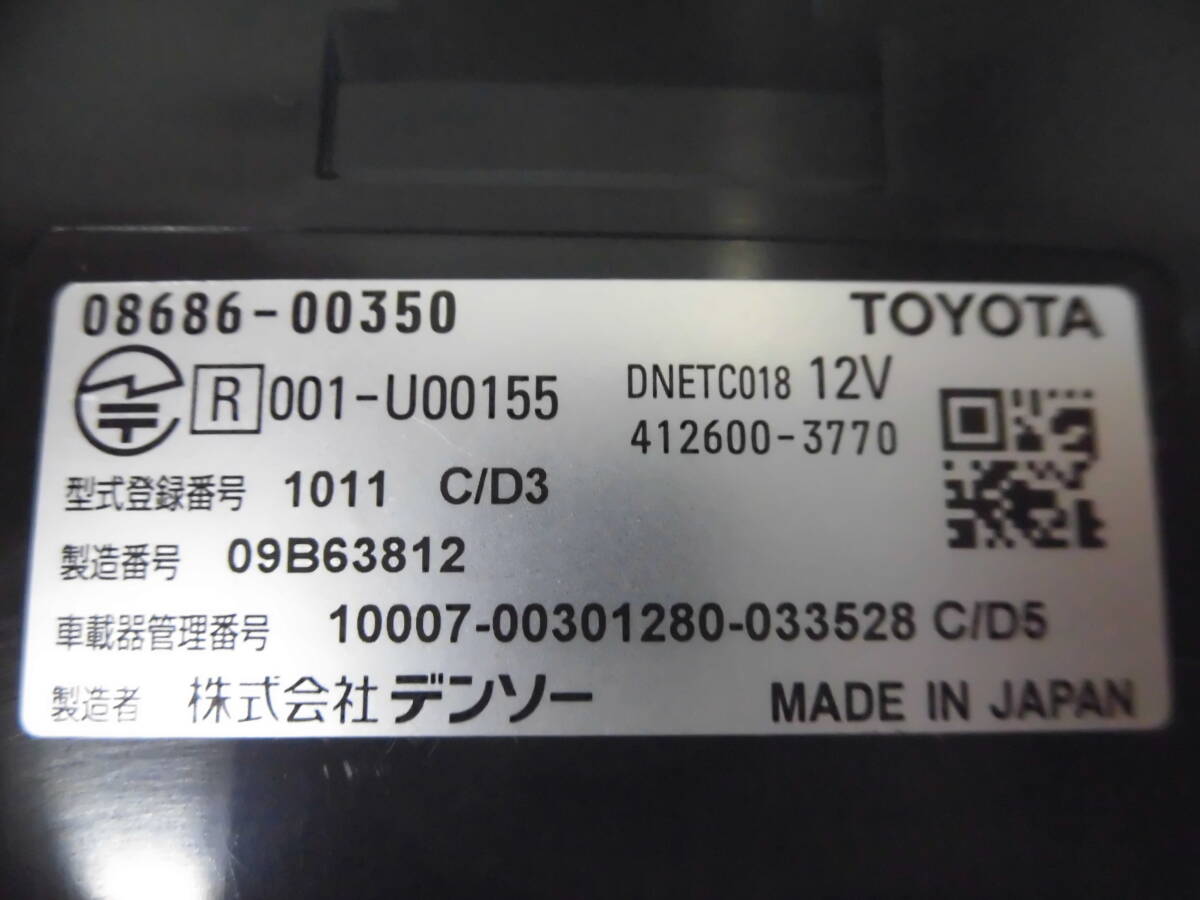 08686-00350 TOYOTA
R 001-U00155 DNETC018 12V
412600-3770
型式登録番号 1011 C/D3
製造番号 09B63812
車載器管理番号 10007-00301280-033528 C/D5
製造者 株式会社デンソー MADE IN JAPAN